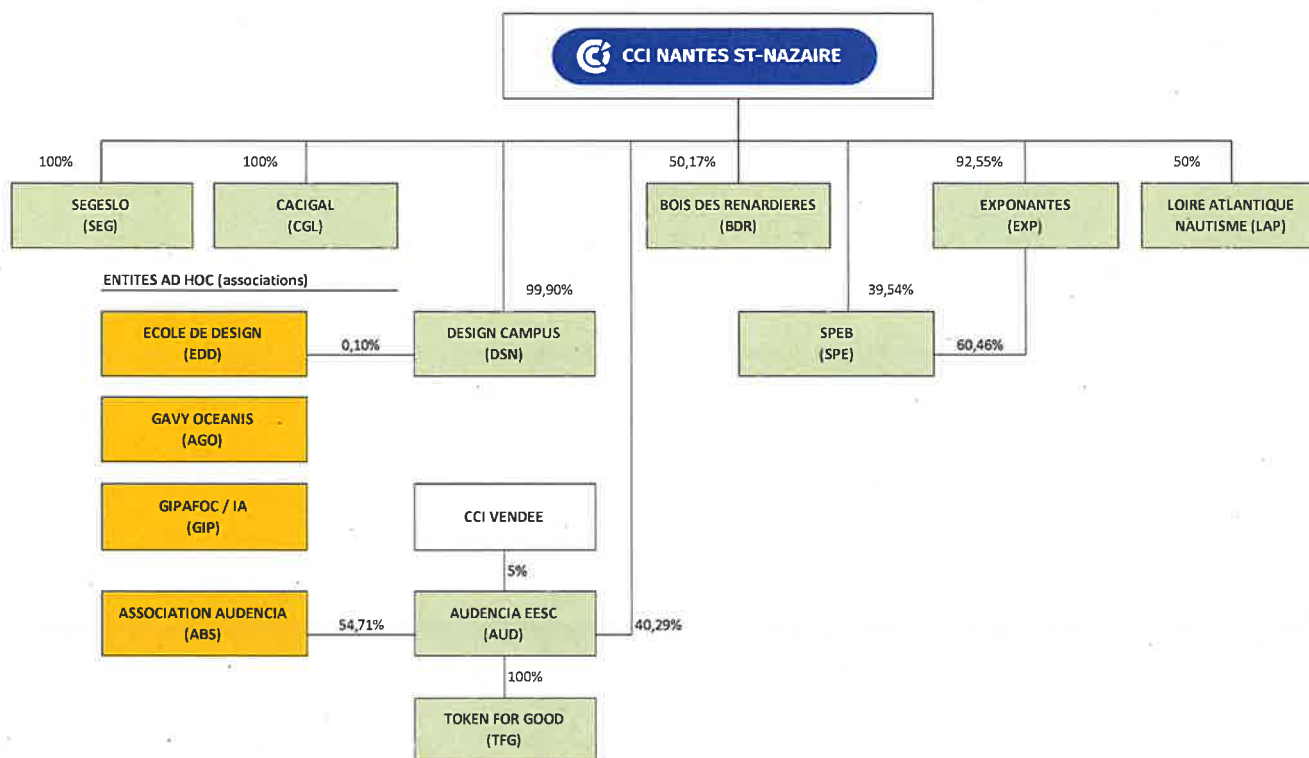 CCI NANTES ST-NAZAIRE
100%
100%
50,17%
92,55%
50%
SEGESLO
(SEG)
CACIGAL
(CGL)
BOIS DES RENARDIERES
(BDR)
EXPONANTES
(EXP)
LOIRE ATLANTIQUE
NAUTISME (LAP)
ENTITES AD HOC (associations)
99,90%
39,54%
ECOLE DE DESIGN
(EDD)
0,10%
DESIGN CAMPUS
(DSN)
SPEB
(SPE)
60,46%
GAVY OCEANIS
(AGO)
GIPAFOC / IA
(GIP)
CCI VENDEE
5%
ASSOCIATION AUDENCIA
(ABS)
54,71%
AUDENCIA EESC
(AUD)
40,29%
100%
TOKEN FOR GOOD
(TFG)